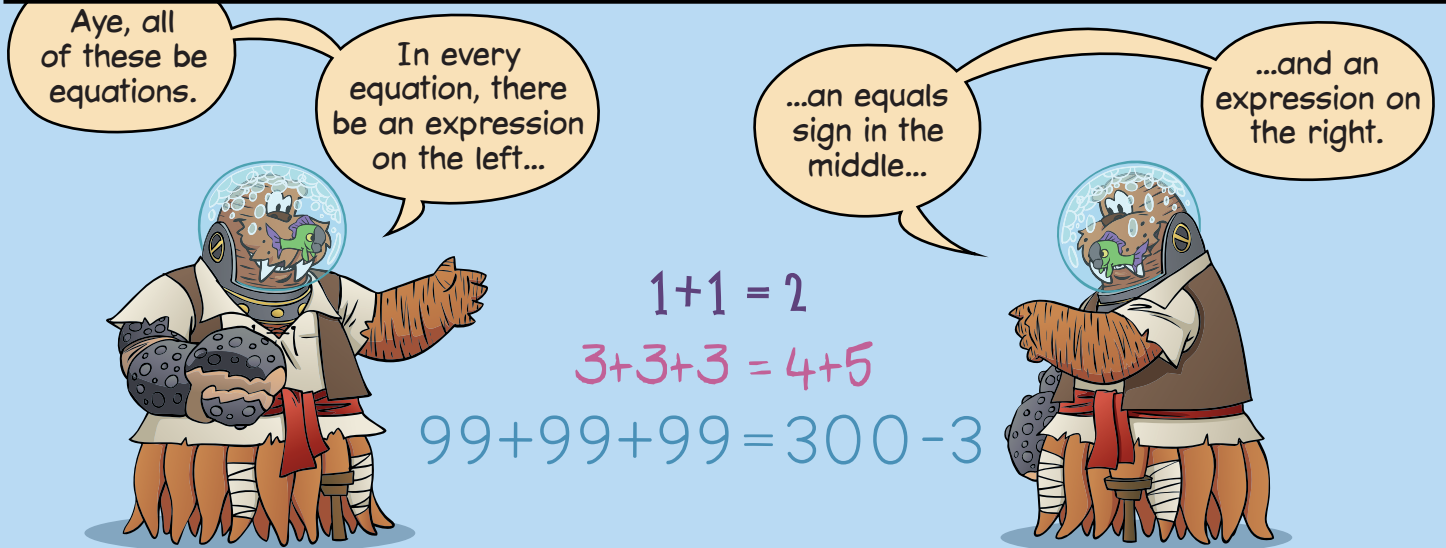 Aye, all
of these be
equations.
In every
equation, there
be an expression
on the left...
...an equals
sign in the
middle...
...and an
expression on
the right.
1+1 = 2
3+3+3 = 4+5
99+99+99=300-3